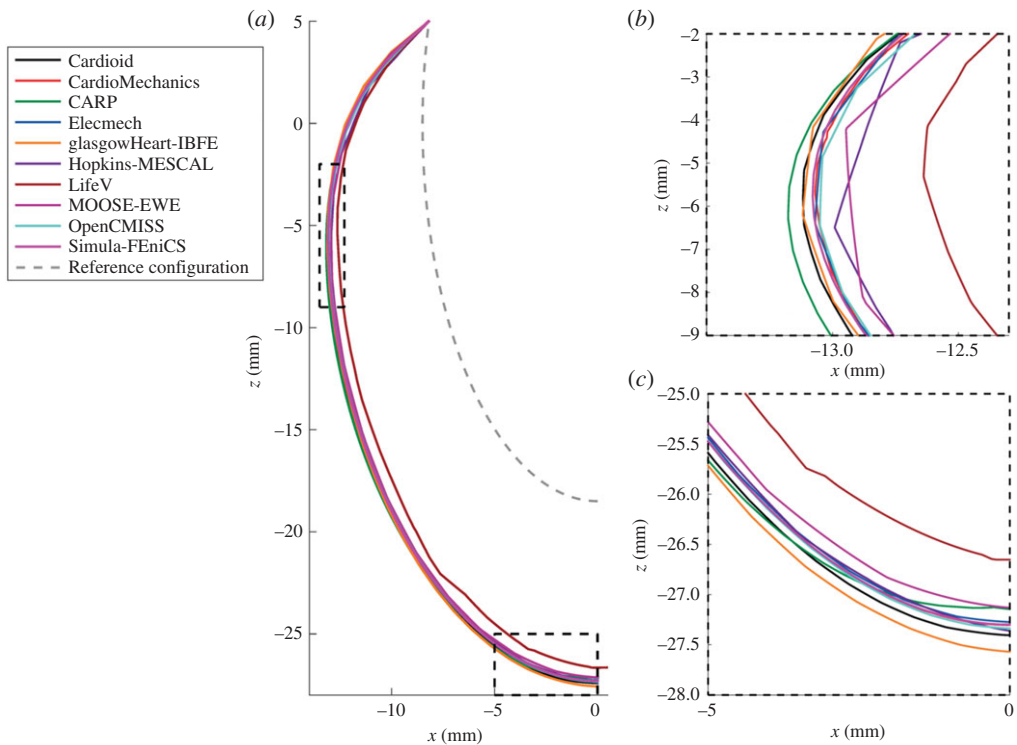 Cardioid
CardioMechanics
CARP
Elecmech
glasgowHeart-IBFE
Hopkins-MESCAL
LifeV
MOOSE-EWE
OpenCMISS
Simula-FEniCS
Reference configuration
(a)
5
0
−5
−10
−15
−20
−25
z (mm)
−10
−5
0
x (mm)
(b)
−2
−3
−4
−5
−6
−7
−8
−9
z (mm)
−13.0
−12.5
x (mm)
(c)
−25.0
−25.5
−26.0
−26.5
−27.0
−27.5
−28.0
z (mm)
−5
0
x (mm)